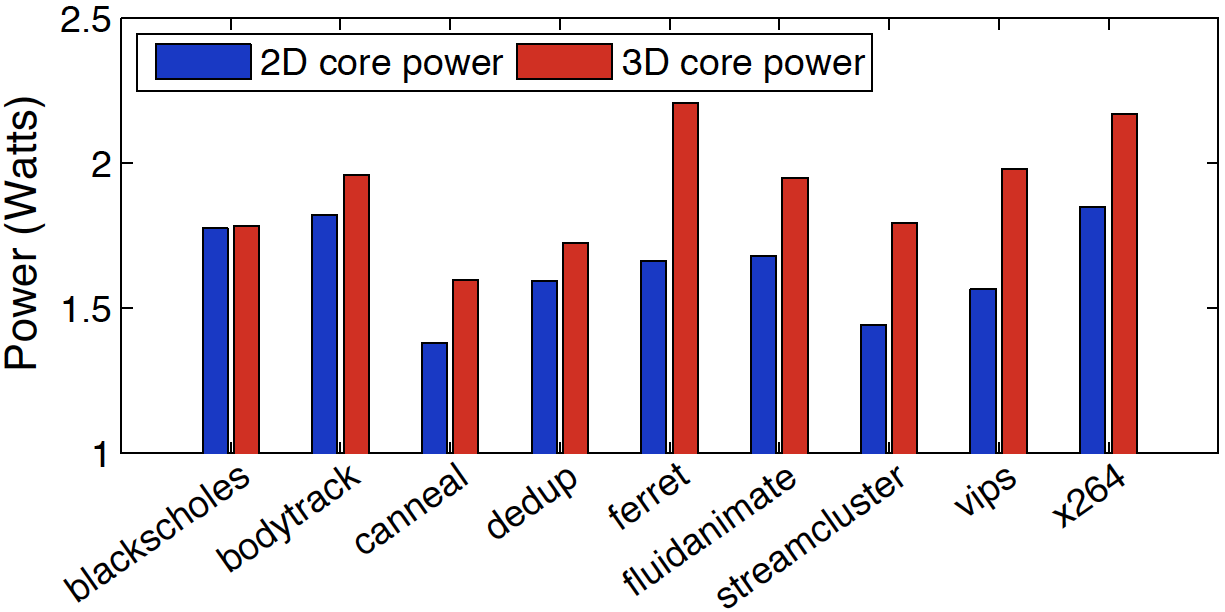 2.5
2D core power 3D core power
2
1.5
1
Power (Watts)
blackscholes
bodytrack
canneal
dedup
ferret
fluidanimate
streamcluster
vips
x264